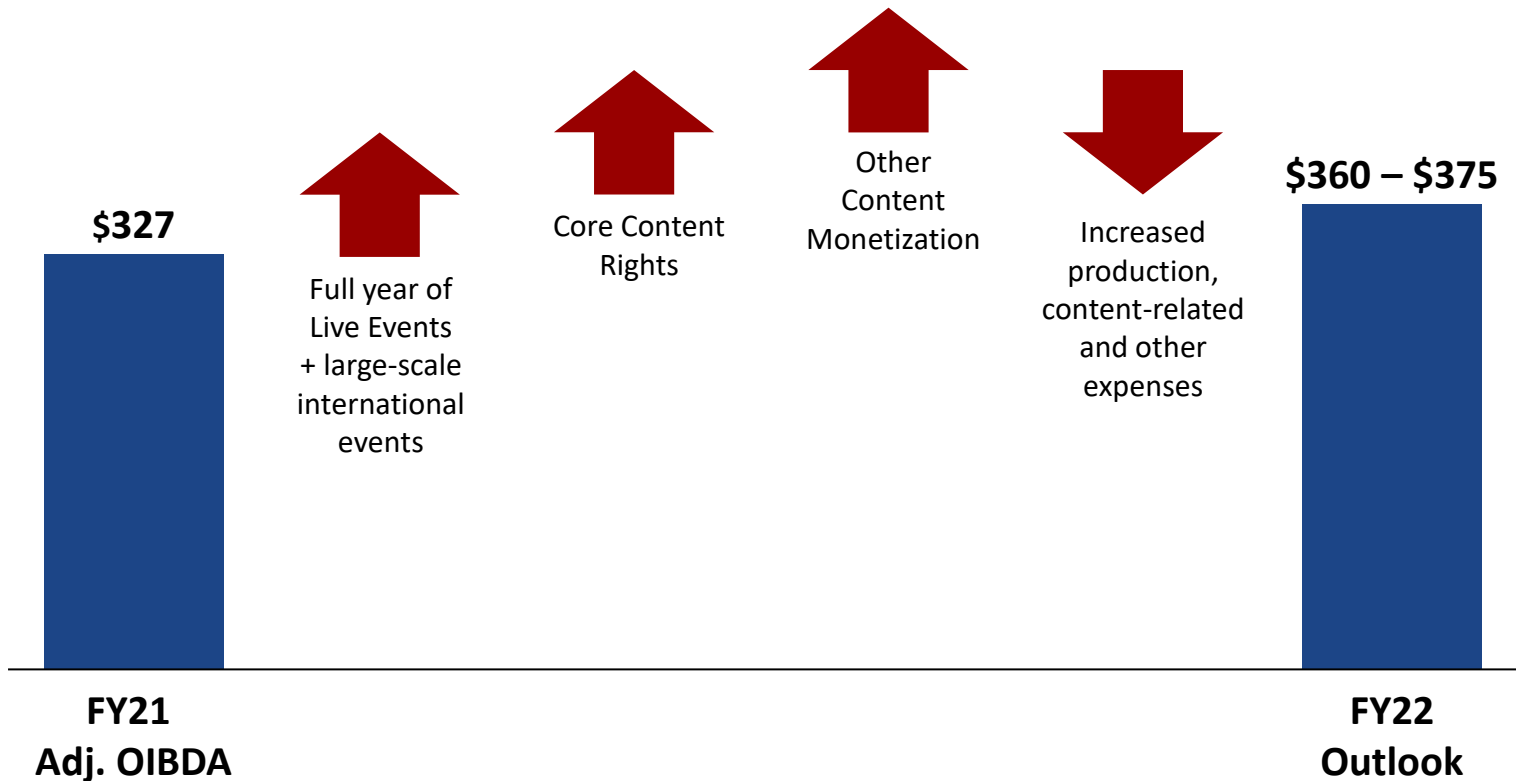 $327
Full year of
Live Events
+ large-scale
international
events
Core Content
Rights
Other
Content
Monetization
Increased
production,
content-related
and other
expenses
$360 – $375
FY21
Adj. OIBDA
FY22
Outlook